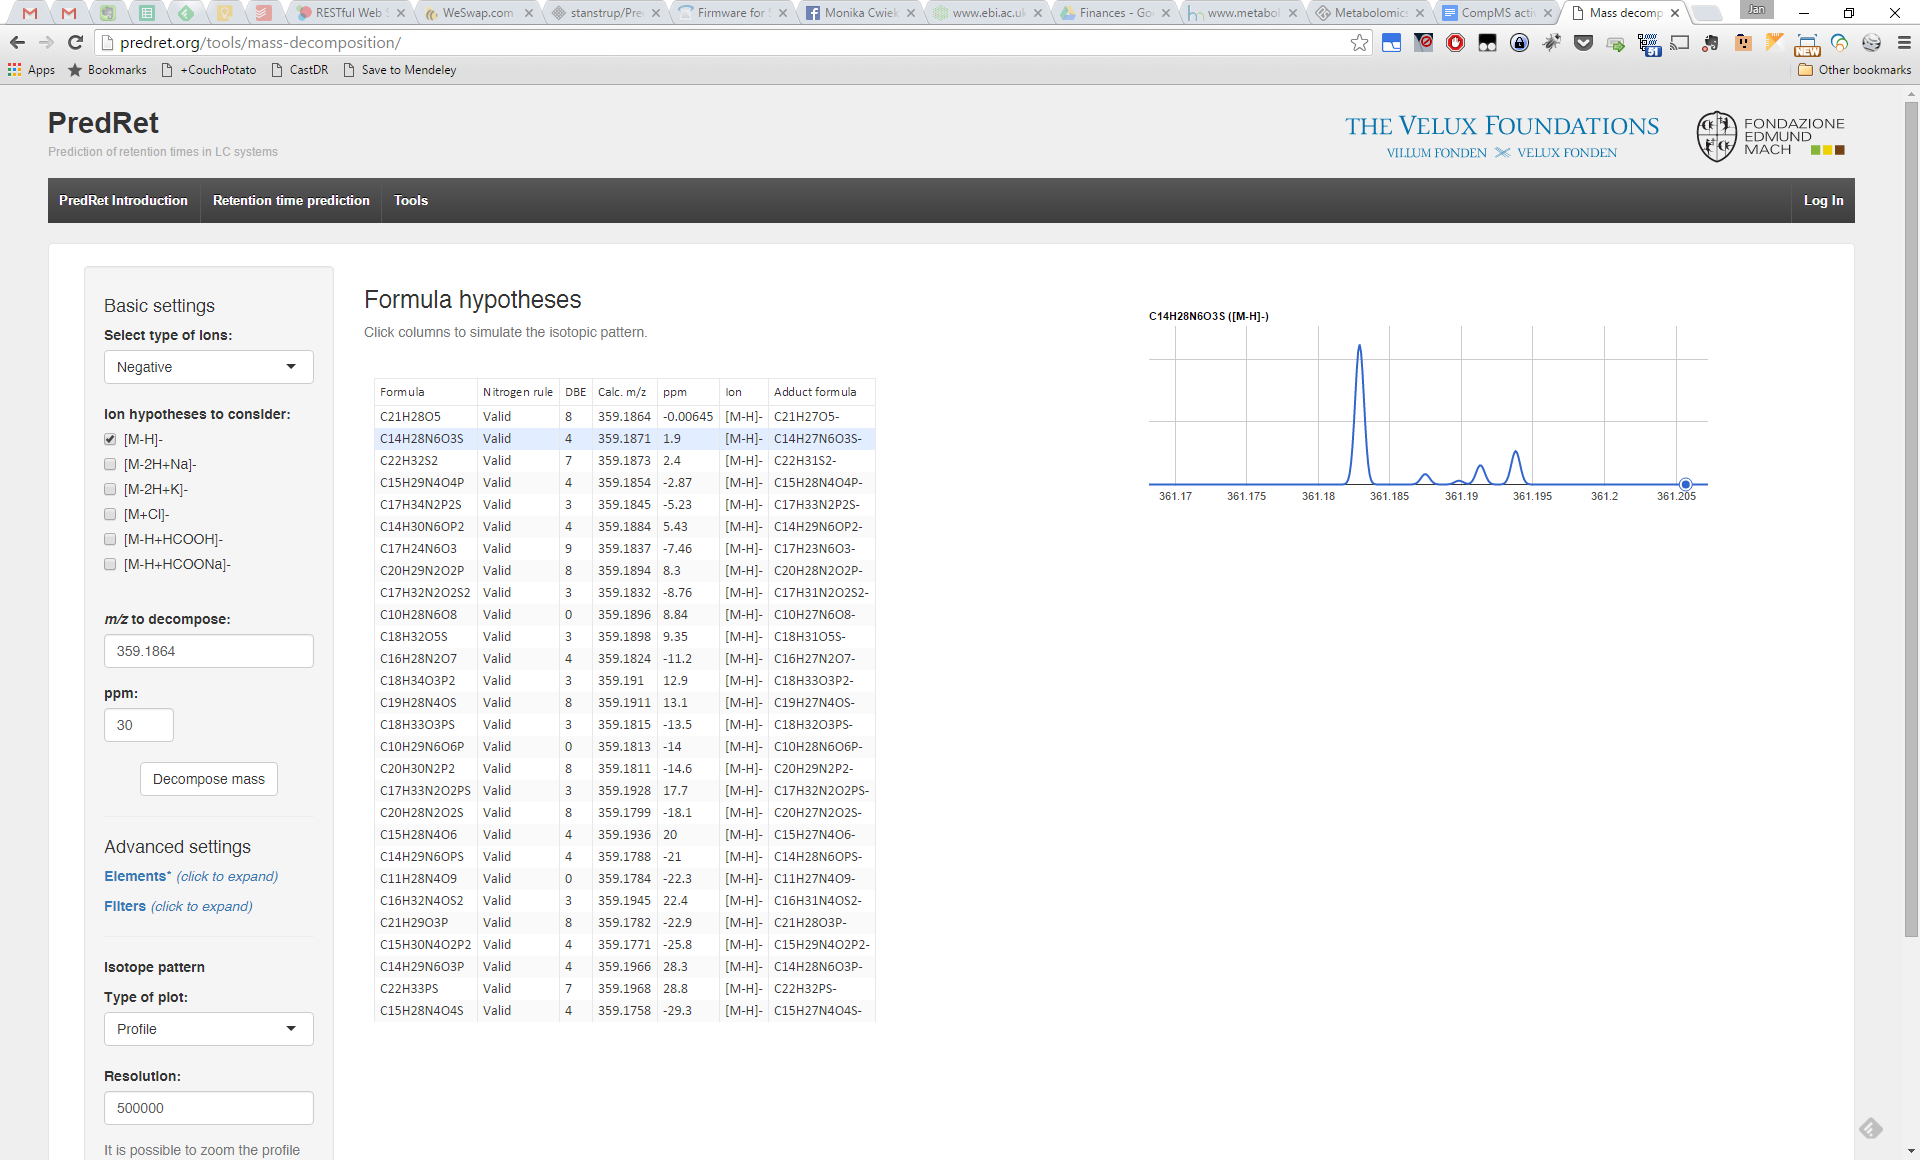 RESTful Web
WeSwap.com
stanstrup/Pre
Firmware for
Monika Cwiek
www.ebi.ac.uk
Finances - Go
www.metabol
Metabolomics
CompMS acti
Mass decomp
Jan
predret.org/tools/mass-decomposition/
51
NEW
Apps
Bookmarks
+CouchPotato
CastDR
Save to Mendeley
Other bookmarks
PredRet
Prediction of retention times in LC systems
THE VELUX FOUNDATIONS
VILLUM FONDEN VELUX FONDEN
FONDAZIONE
EDMUND
MACH
PredRet Introduction
Retention time prediction
Tools
Log In
Basic settings
Select type of Ions:
Negative
Ion hypotheses to consider:
[M-H]-
[M-2H+Na]-
[M-2H+K]-
[M+Cl]-
[M-H+HCOOH]-
[M-H+HCOONa]-
m/z to decompose:
359.1864
ppm:
30
Decompose mass
Advanced settings
Elements* (click to expand)
Filters (click to expand)
Isotope pattern
Type of plot:
Profile
Resolution:
500000
It is possible to zoom the profile
Formula hypotheses
Click columns to simulate the isotopic pattern.
Formula Nitrogen rule DBE Calc. m/z ppm Ion Adduct formula
C21H28O5 Valid 8 359.1864 -0.00645 [M-H]- C21H27O5-
C14H28N6O3S Valid 4 359.1871 1.9 [M-H]- C14H27N6O3S-
C22H32S2 Valid 7 359.1873 2.4 [M-H]- C22H31S2-
C15H29N4O4P Valid 4 359.1854 -2.87 [M-H]- C15H28N4O4P-
C17H34N2P2S Valid 3 359.1845 -5.23 [M-H]- C17H33N2P2S-
C14H30N6OP2 Valid 4 359.1884 5.43 [M-H]- C14H29N6OP2-
C17H24N6O3 Valid 9 359.1837 -7.46 [M-H]- C17H23N6O3-
C20H29N2O2P Valid 8 359.1894 8.3 [M-H]- C20H28N2O2P-
C17H32N2O2S2 Valid 3 359.1832 -8.76 [M-H]- C17H31N2O2S2-
C10H28N6O8 Valid 0 359.1896 8.84 [M-H]- C10H27N6O8-
C18H32O5S Valid 3 359.1898 9.35 [M-H]- C18H31O5S-
C16H28N2O7 Valid 4 359.1824 -11.2 [M-H]- C16H27N2O7-
C18H34O3P2 Valid 3 359.191 12.9 [M-H]- C18H33O3P2-
C19H28N4OS Valid 8 359.1911 13.1 [M-H]- C19H27N4OS-
C18H33O3PS Valid 3 359.1815 -13.5 [M-H]- C18H32O3PS-
C10H29N6O6P Valid 0 359.1813 -14 [M-H]- C10H28N6O6P-
C20H30N2P2 Valid 8 359.1811 -14.6 [M-H]- C20H29N2P2-
C17H33N2O2PS Valid 3 359.1928 17.7 [M-H]- C17H32N2O2PS-
C20H28N2O2S Valid 8 359.1799 -18.1 [M-H]- C20H27N2O2S-
C15H28N4O6 Valid 4 359.1936 20 [M-H]- C15H27N4O6-
C14H29N6OPS Valid 4 359.1788 -21 [M-H]- C14H28N6OPS-
C11H28N4O9 Valid 0 359.1784 -22.3 [M-H]- C11H27N4O9-
C16H32N4OS2 Valid 3 359.1945 22.4 [M-H]- C16H31N4OS2-
C21H29O3P Valid 8 359.1782 -22.9 [M-H]- C21H28O3P-
C15H30N4O2P2 Valid 4 359.1771 -25.8 [M-H]- C15H29N4O2P2-
C14H29N6O3P Valid 4 359.1966 28.3 [M-H]- C14H28N6O3P-
C22H33PS Valid 7 359.1968 28.8 [M-H]- C22H32PS-
C15H28N4O4S Valid 4 359.1758 -29.3 [M-H]- C15H27N4O4S-
C14H28N6O3S ([M-H]-)
361.17 361.175 361.18 361.185 361.19 361.195 361.2 361.205